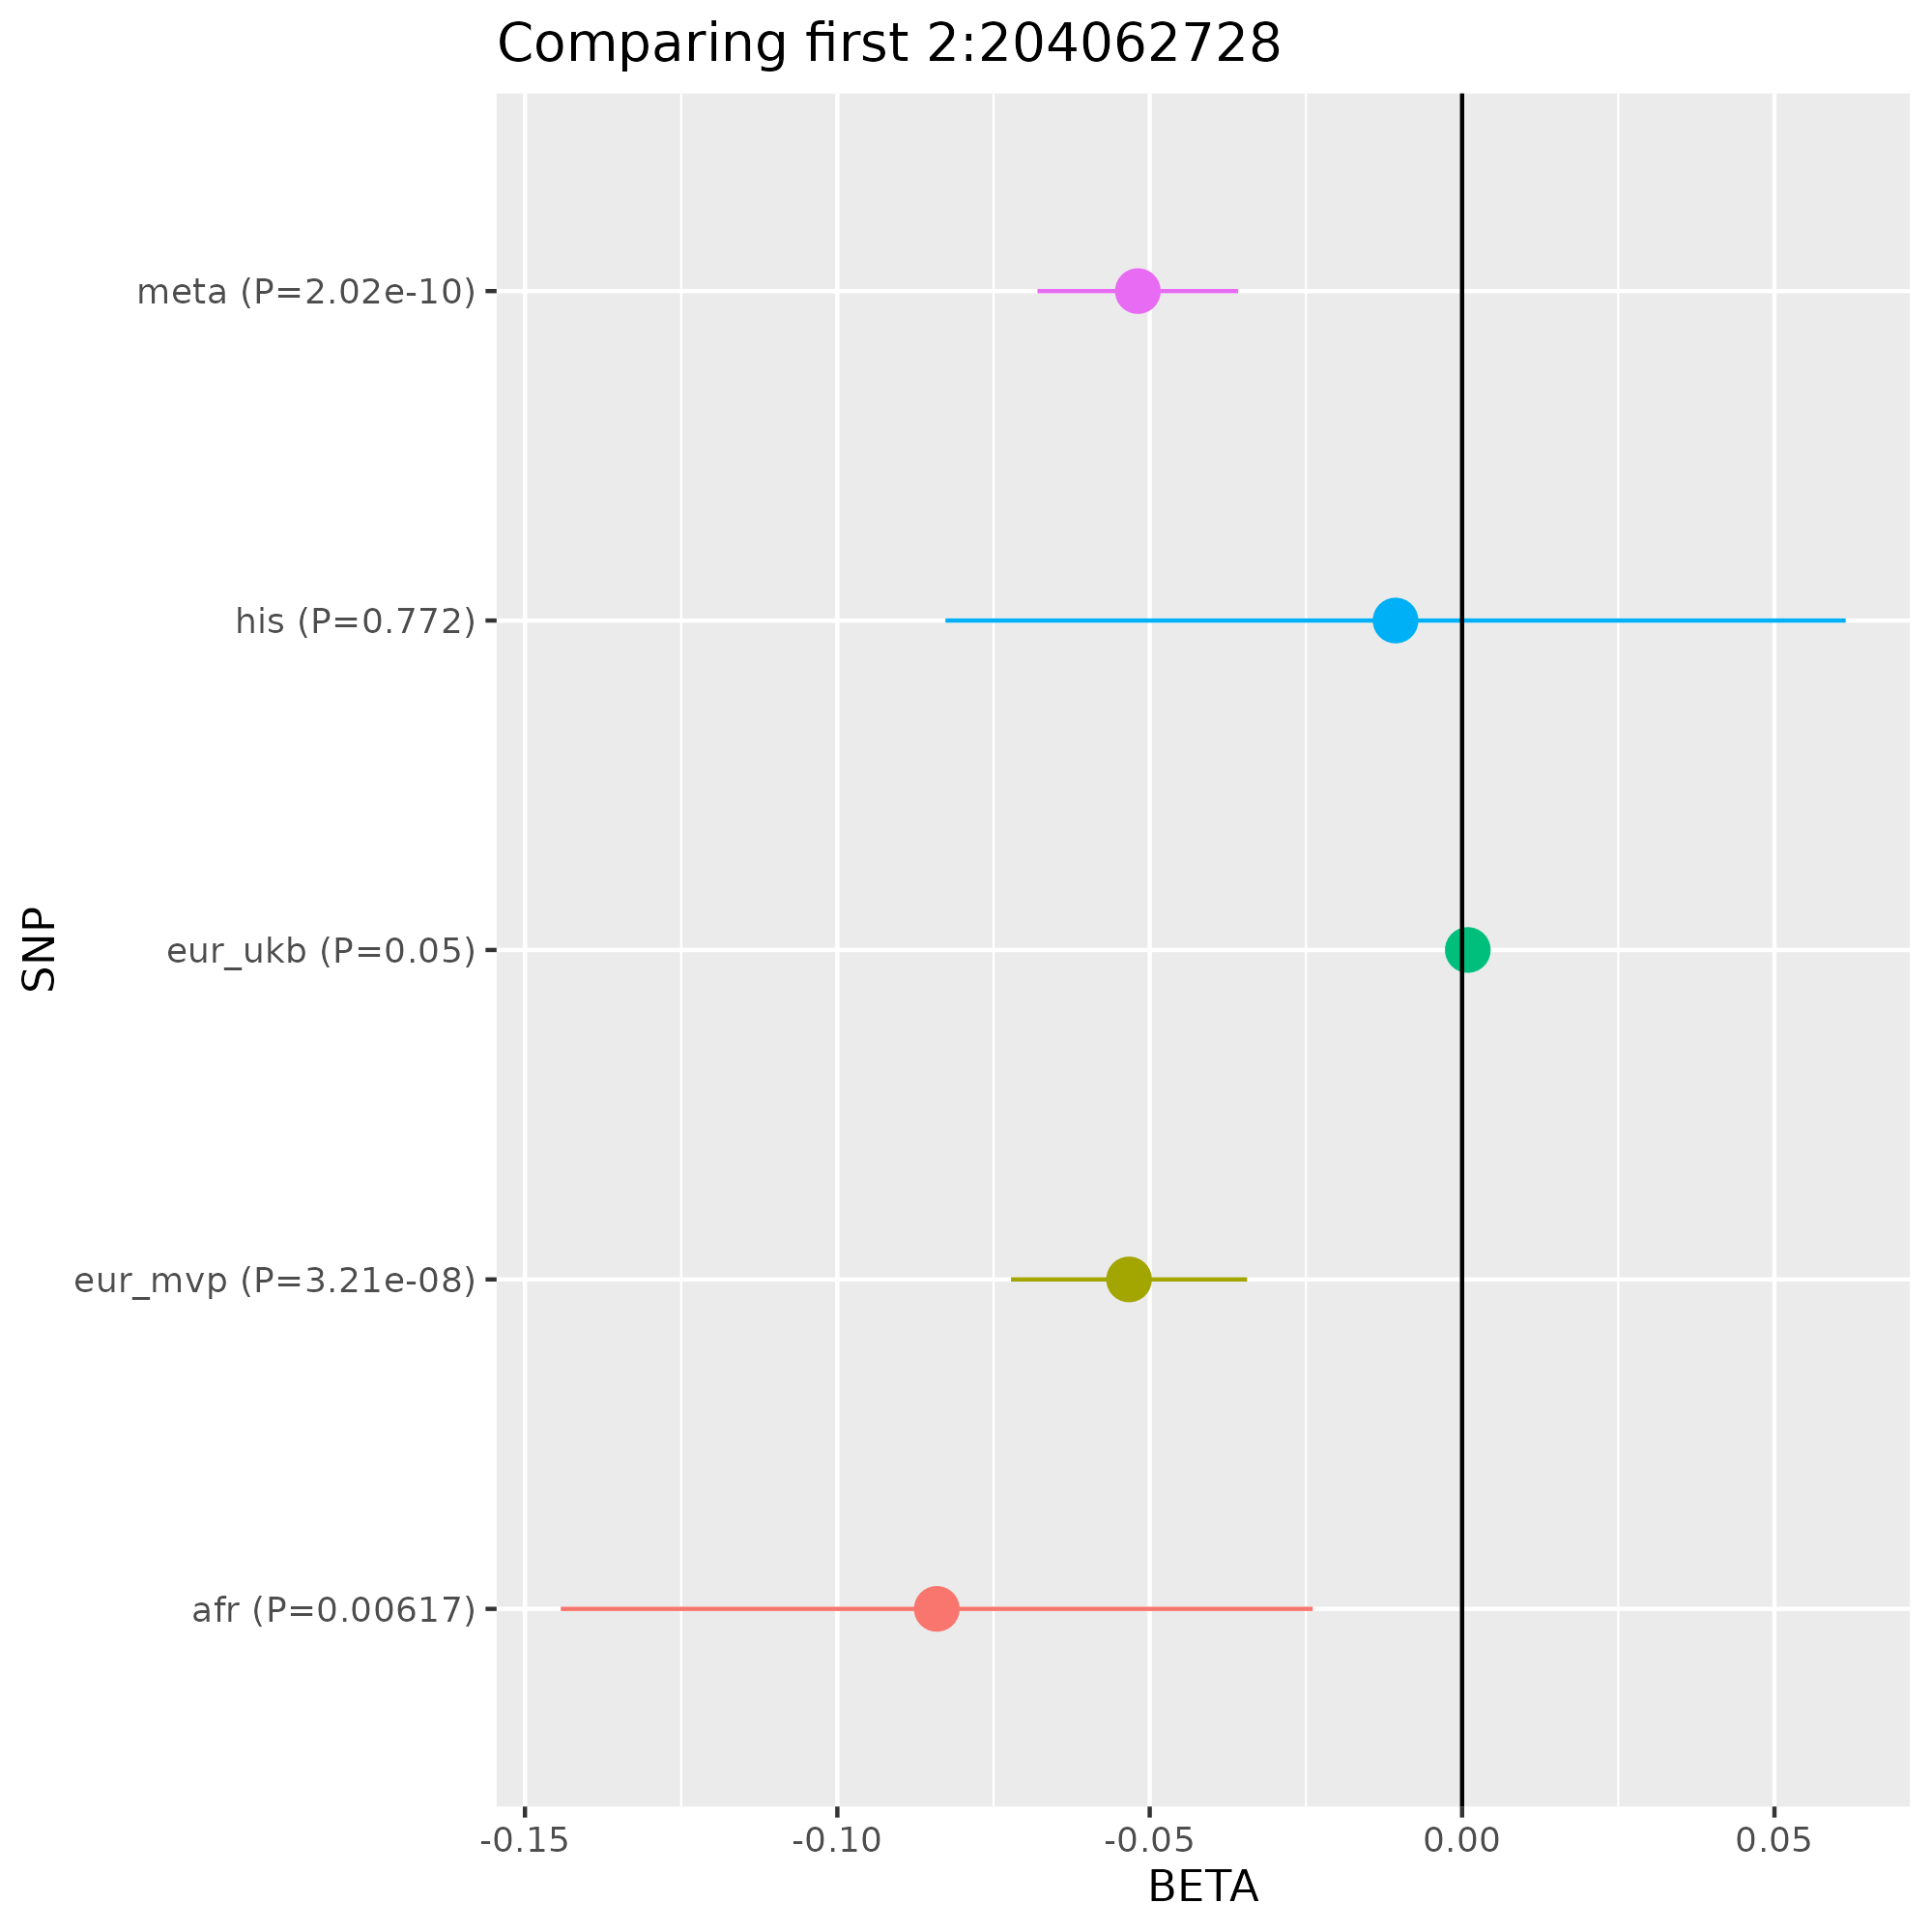 Comparing first 2:204062728
meta (P=2.02e-10)
his (P=0.772)
eur_ukb (P=0.05)
eur_mvp (P=3.21e-08)
afr (P=0.00617)
SNP
-0.15
-0.10
-0.05
0.00
0.05
BETA